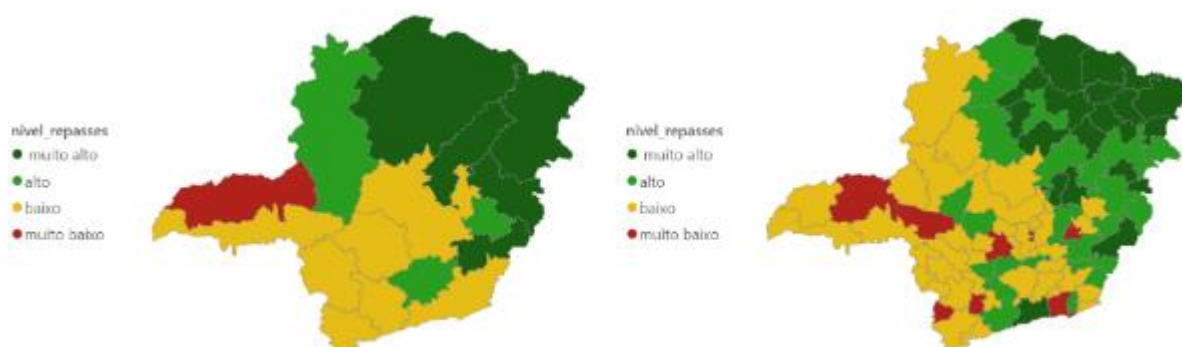 nivel_repasses
muito alto
alto
baixo
muito baixo
nivel_repasses
muito alto
alto
baixo
muito baixo